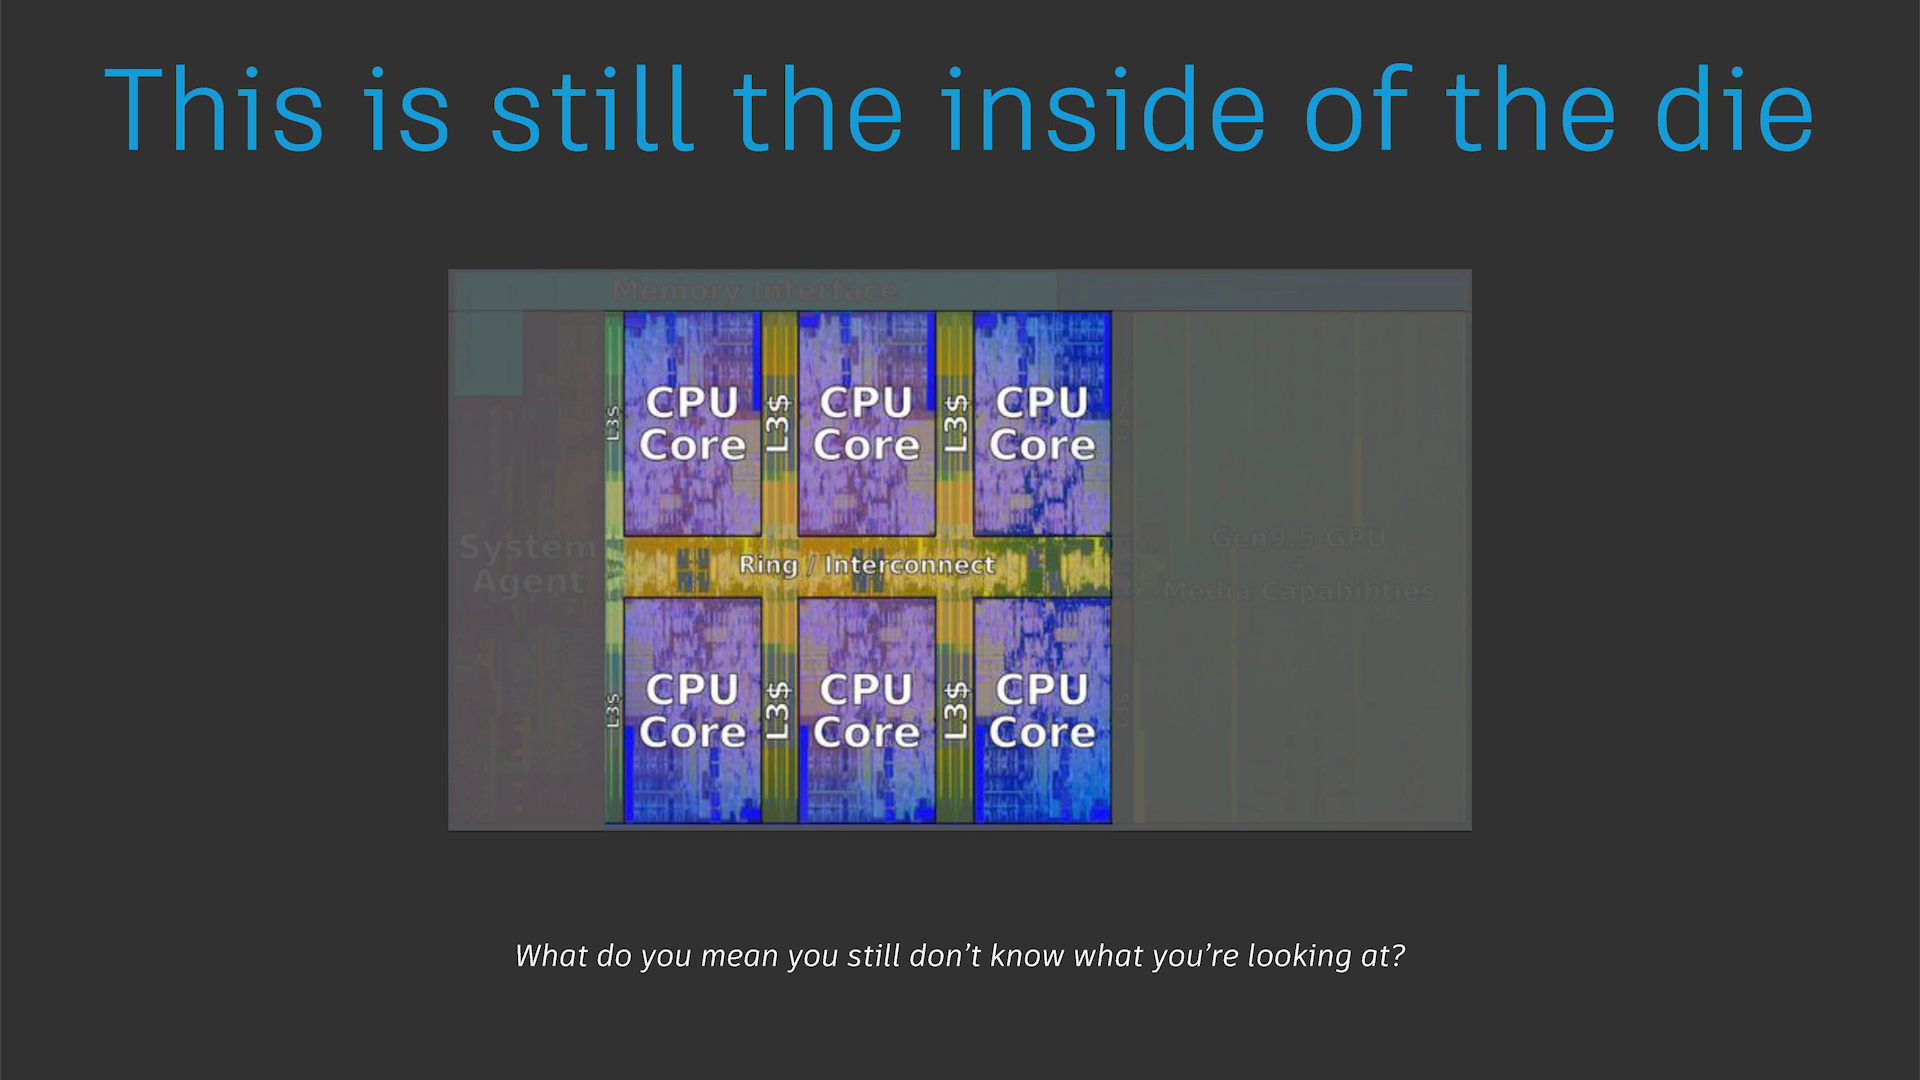 This is still the inside of the die
Memory Interface
CPU
Core
CPU
Core
CPU
Core
L3$
L3$
L3$
L3$
System
Agent
Ring / Interconnect
Gen9.5 GPU
+
Media Capabilities
CPU
Core
CPU
Core
CPU
Core
L3$
L3$
L3$
L3$
What do you mean you still don’t know what you’re looking at?